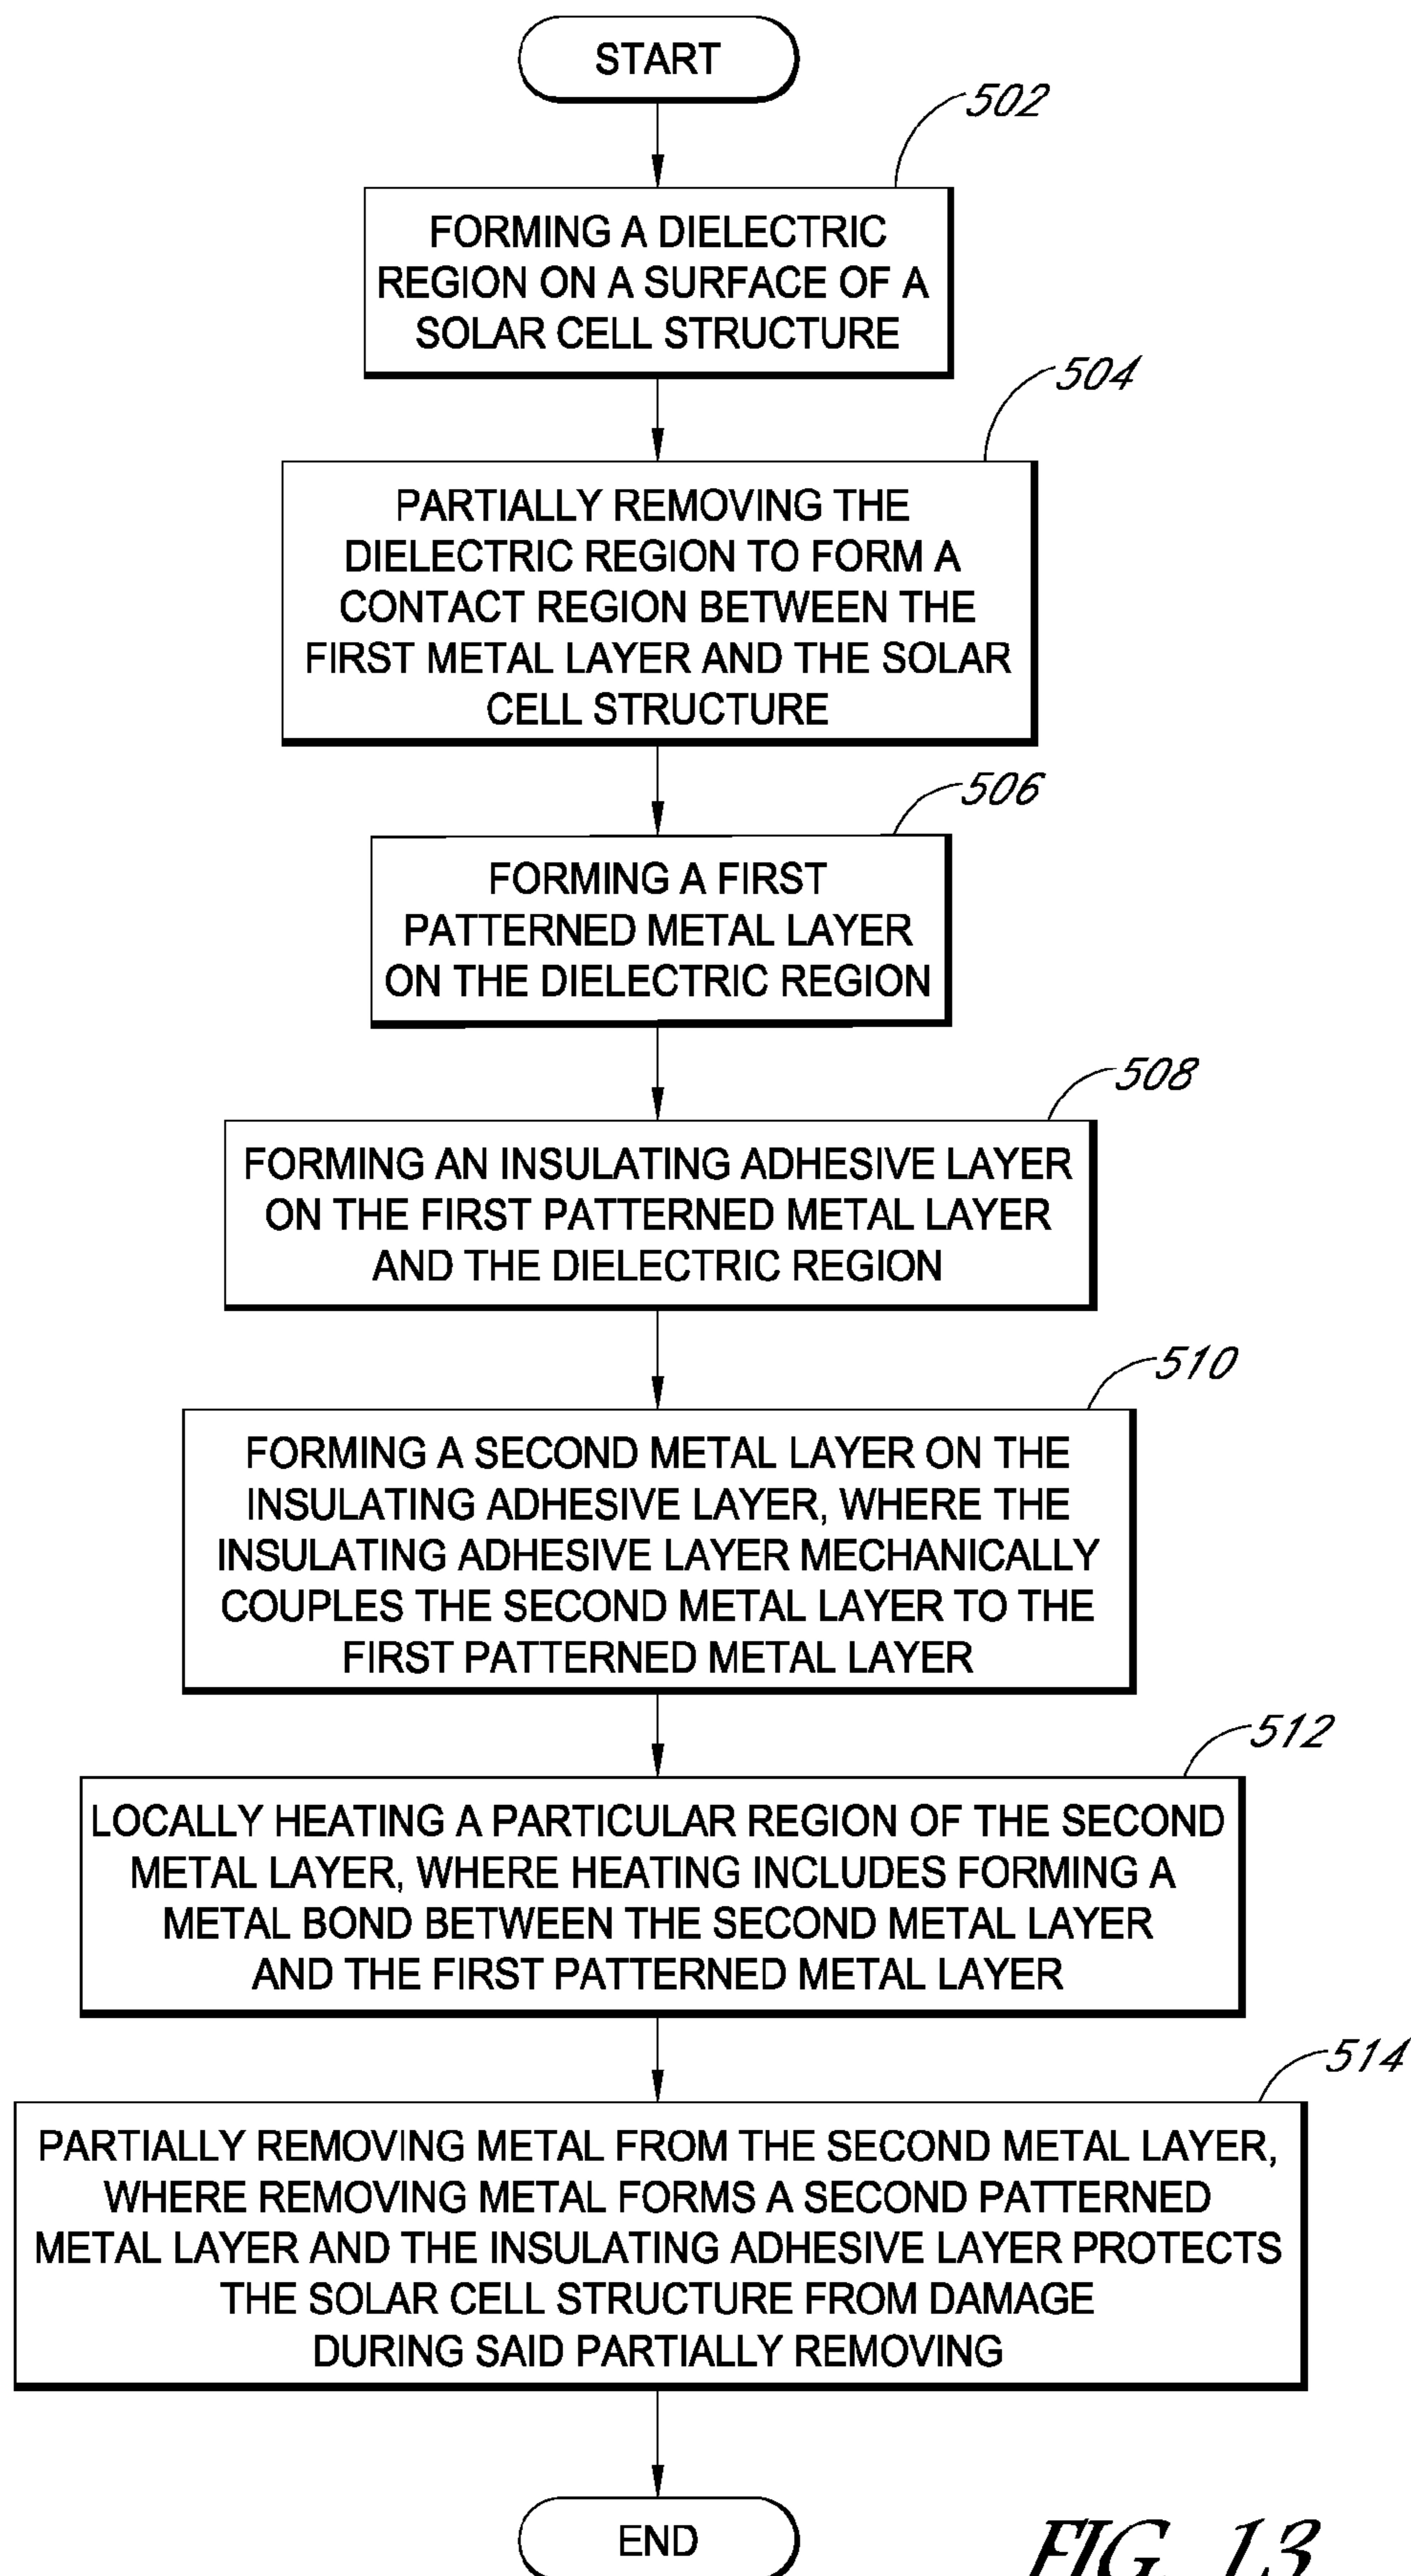 START
502
FORMING A DIELECTRIC
REGION ON A SURFACE OF A
SOLAR CELL STRUCTURE
504
PARTIALLY REMOVING THE
DIELECTRIC REGION TO FORM A
CONTACT REGION BETWEEN THE
FIRST METAL LAYER AND THE SOLAR
CELL STRUCTURE
506
FORMING A FIRST
PATTERNED METAL LAYER
ON THE DIELECTRIC REGION
508
FORMING AN INSULATING ADHESIVE LAYER
ON THE FIRST PATTERNED METAL LAYER
AND THE DIELECTRIC REGION
510
FORMING A SECOND METAL LAYER ON THE
INSULATING ADHESIVE LAYER, WHERE THE
INSULATING ADHESIVE LAYER MECHANICALLY
COUPLES THE SECOND METAL LAYER TO THE
FIRST PATTERNED METAL LAYER
512
LOCALLY HEATING A PARTICULAR REGION OF THE SECOND
METAL LAYER, WHERE HEATING INCLUDES FORMING A
METAL BOND BETWEEN THE SECOND METAL LAYER
AND THE FIRST PATTERNED METAL LAYER
514
PARTIALLY REMOVING METAL FROM THE SECOND METAL LAYER,
WHERE REMOVING METAL FORMS A SECOND PATTERNED
METAL LAYER AND THE INSULATING ADHESIVE LAYER PROTECTS
THE SOLAR CELL STRUCTURE FROM DAMAGE
DURING SAID PARTIALLY REMOVING
END
FIG. 13